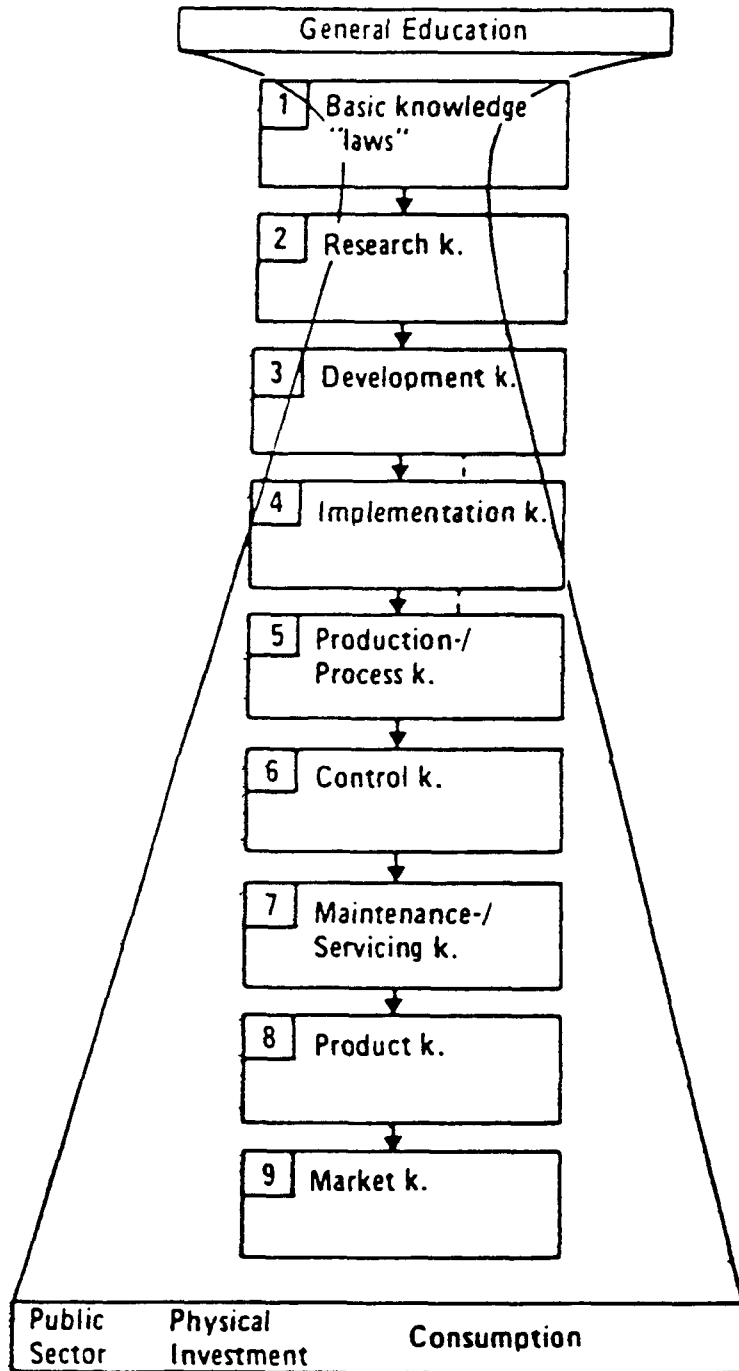 General Education
1 Basic knowledge
"laws"
2 Research k.
3 Development k.
4 Implementation k.
5 Production-/
Process k.
6 Control k.
7 Maintenance-/
Servicing k.
8 Product k.
9 Market k.
Public Physical Consumption
Sector Investment